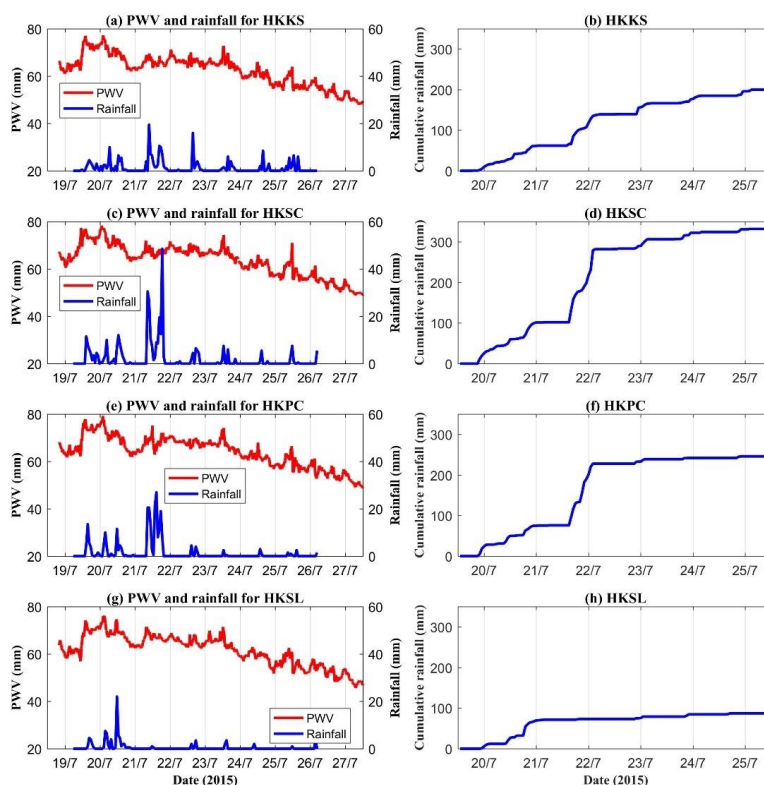 (a) PWV and rainfall for HKKS
PWV (mm)
80
60
40
20
PWV
Rainfall
60
40
20
0
Rainfall (mm)
19/7 20/7 21/7 22/7 23/7 24/7 25/7 26/7 27/7
(b) HKKS
Cumulative rainfall (mm)
300
200
100
0
20/7 21/7 22/7 23/7 24/7 25/7
(c) PWV and rainfall for HKSC
PWV (mm)
80
60
40
20
PWV
Rainfall
60
40
20
0
Rainfall (mm)
19/7 20/7 21/7 22/7 23/7 24/7 25/7 26/7 27/7
(d) HKSC
Cumulative rainfall (mm)
300
200
100
0
20/7 21/7 22/7 23/7 24/7 25/7
(e) PWV and rainfall for HKPC
PWV (mm)
80
60
40
20
PWV
Rainfall
60
40
20
0
Rainfall (mm)
19/7 20/7 21/7 22/7 23/7 24/7 25/7 26/7 27/7
(f) HKPC
Cumulative rainfall (mm)
300
200
100
0
20/7 21/7 22/7 23/7 24/7 25/7
(g) PWV and rainfall for HKSL
PWV (mm)
80
60
40
20
PWV
Rainfall
60
40
20
0
Rainfall (mm)
19/7 20/7 21/7 22/7 23/7 24/7 25/7 26/7 27/7
Date (2015)
(h) HKSL
Cumulative rainfall (mm)
300
200
100
0
20/7 21/7 22/7 23/7 24/7 25/7
Date (2015)